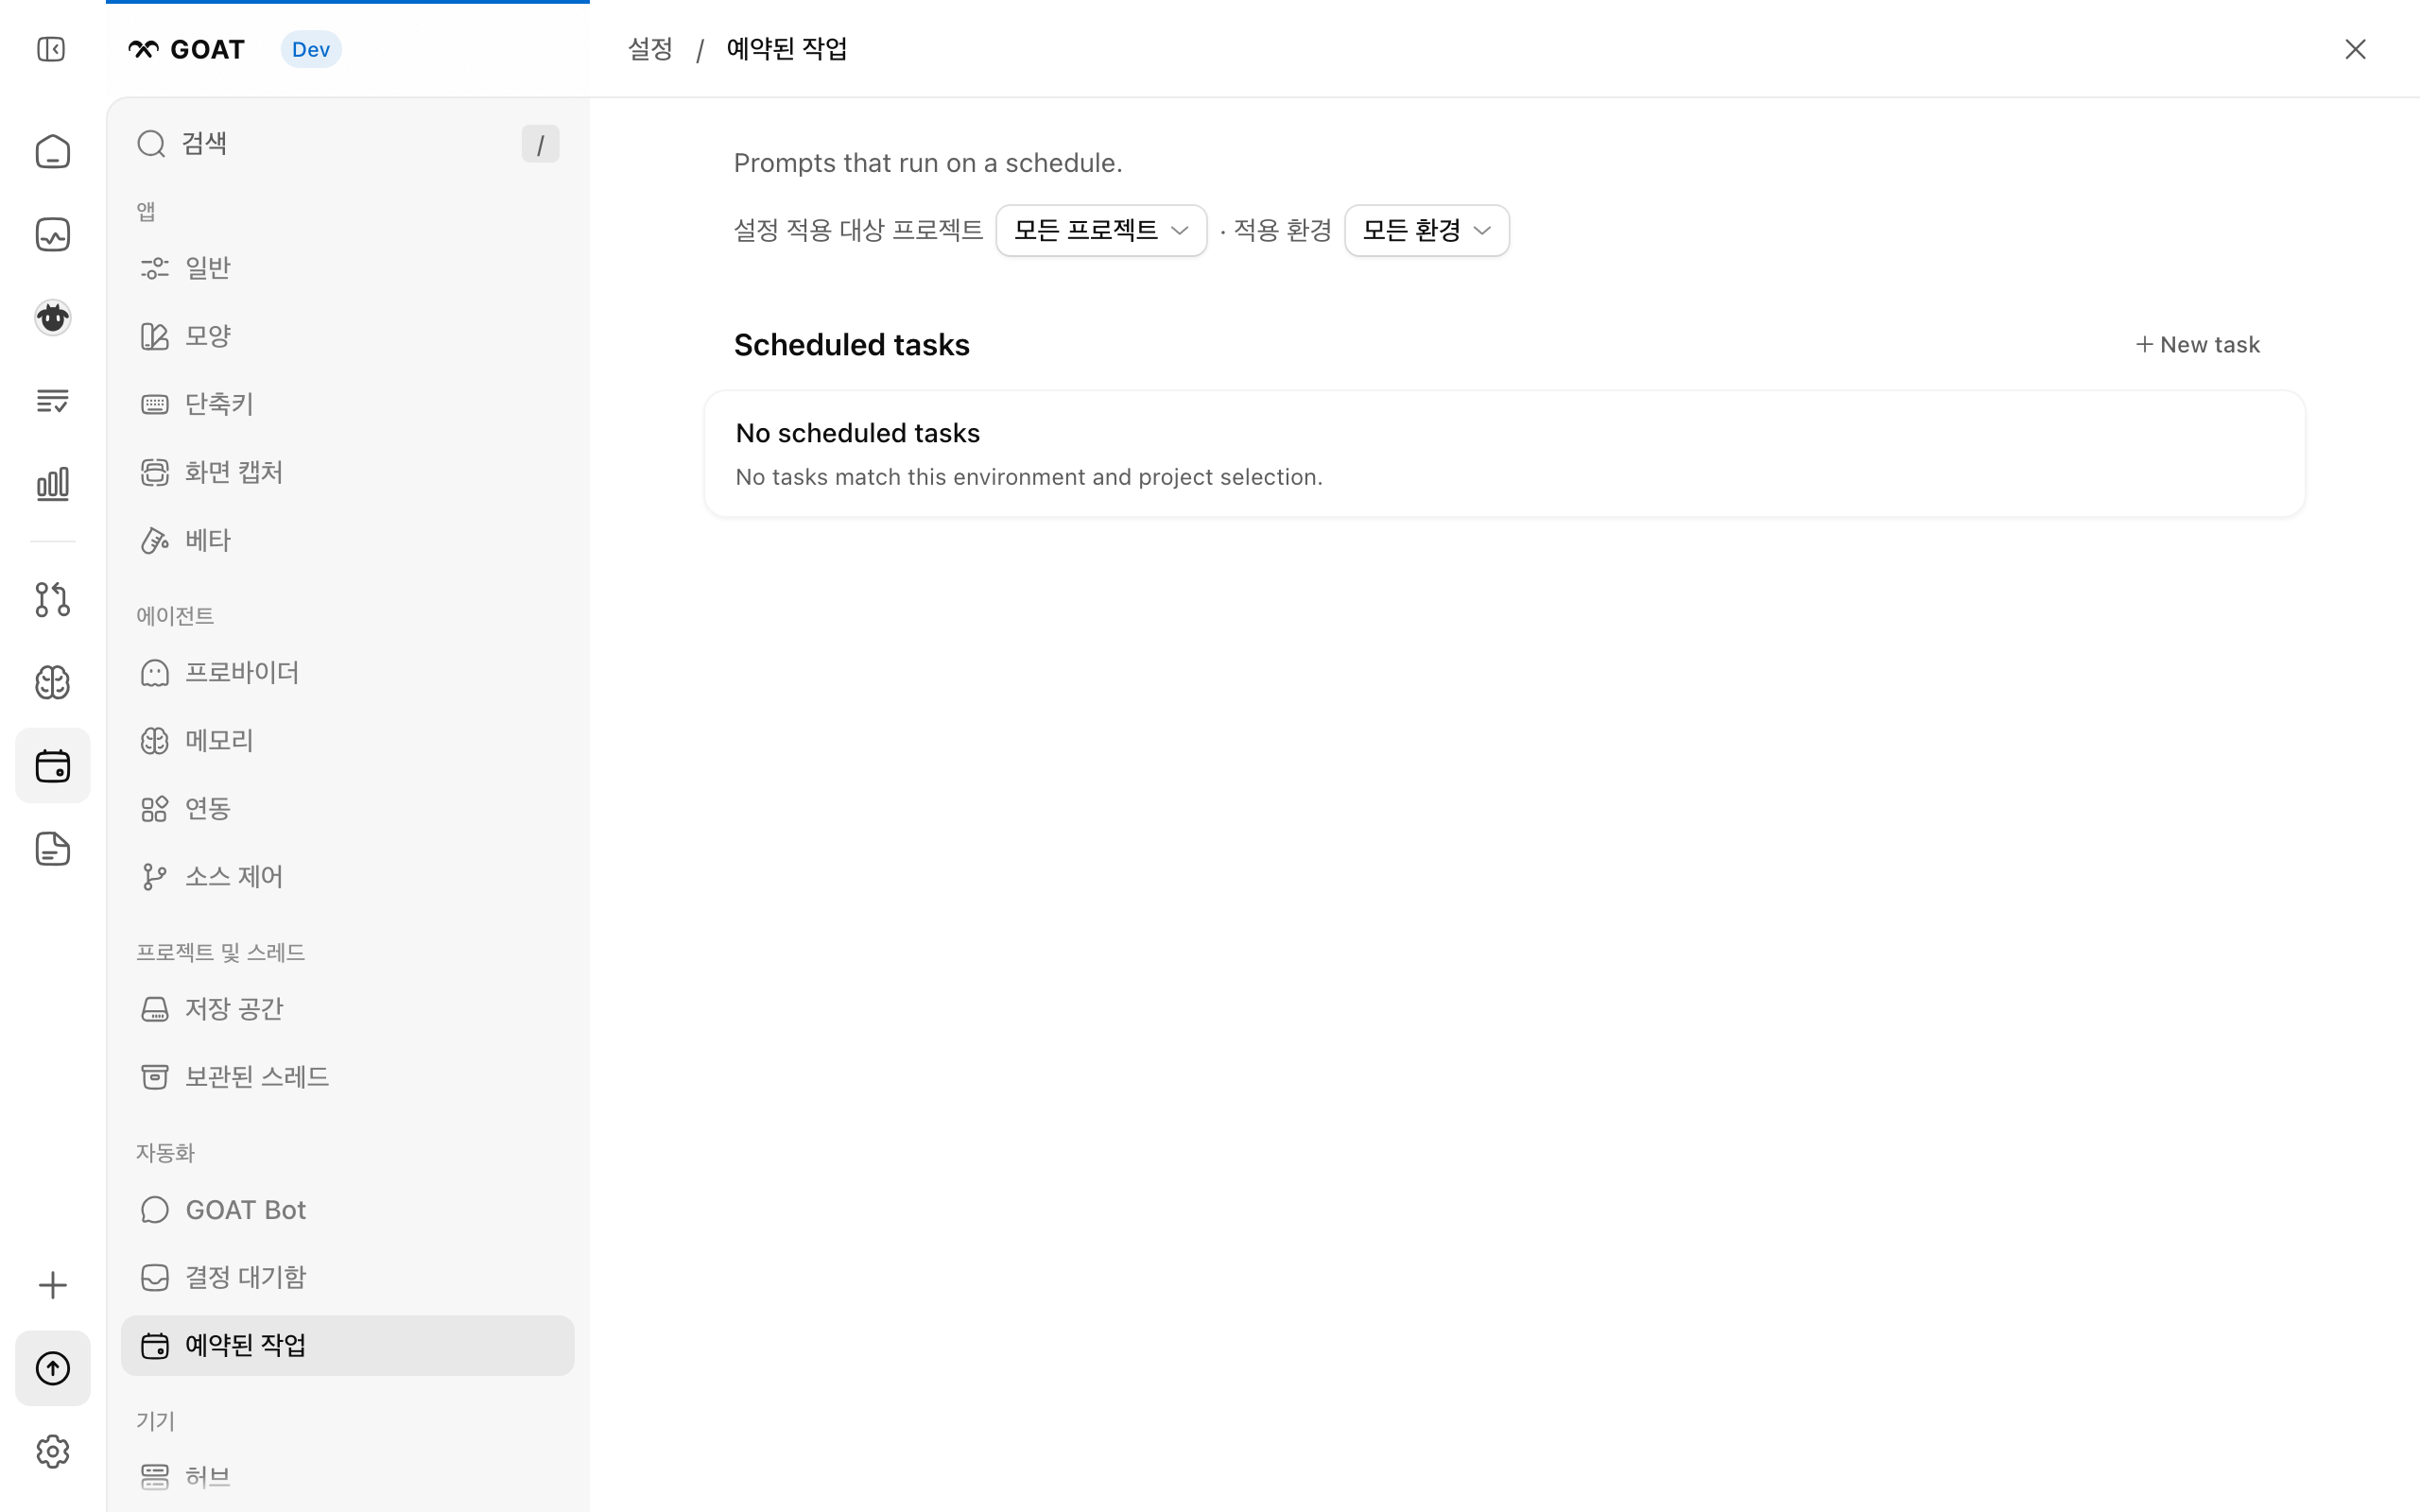 GOAT Dev
설정 / 예약된 작업
검색 /
앱
일반
모양
단축키
화면 캡처
베타
에이전트
프로바이더
메모리
연동
소스 제어
프로젝트 및 스레드
저장 공간
보관된 스레드
자동화
GOAT Bot
결정 대기함
예약된 작업
기기
허브
Prompts that run on a schedule.
설정 적용 대상 프로젝트 모든 프로젝트 · 적용 환경 모든 환경
Scheduled tasks
+ New task
No scheduled tasks
No tasks match this environment and project selection.